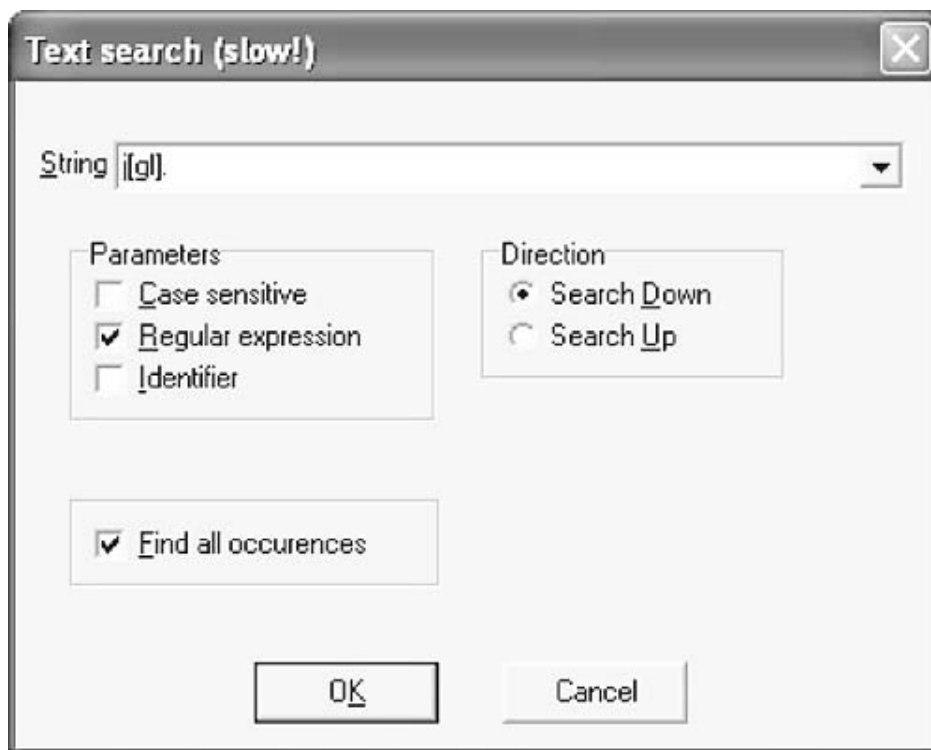 Text search (slow!)
String j[gl].
Parameters
Case sensitive
Regular expression
Identifier
Direction
Search Down
Search Up
Find all occurences
OK
Cancel